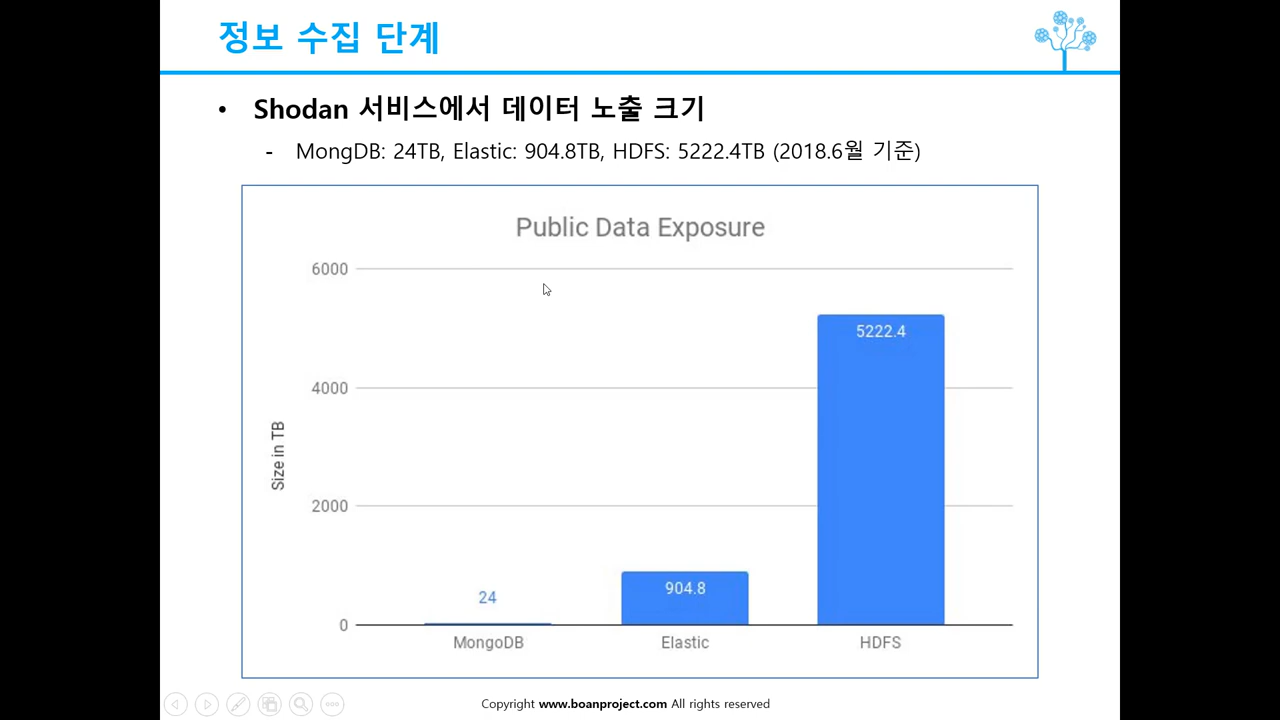 정보 수집 단계
• Shodan 서비스에서 데이터 노출 크기
- MongDB: 24TB, Elastic: 904.8TB, HDFS: 5222.4TB (2018.6월 기준)
Public Data Exposure
6000
5222.4
4000
Size in TB
2000
904.8
24
0
MongoDB Elastic HDFS
Copyright www.boanproject.com All rights reserved